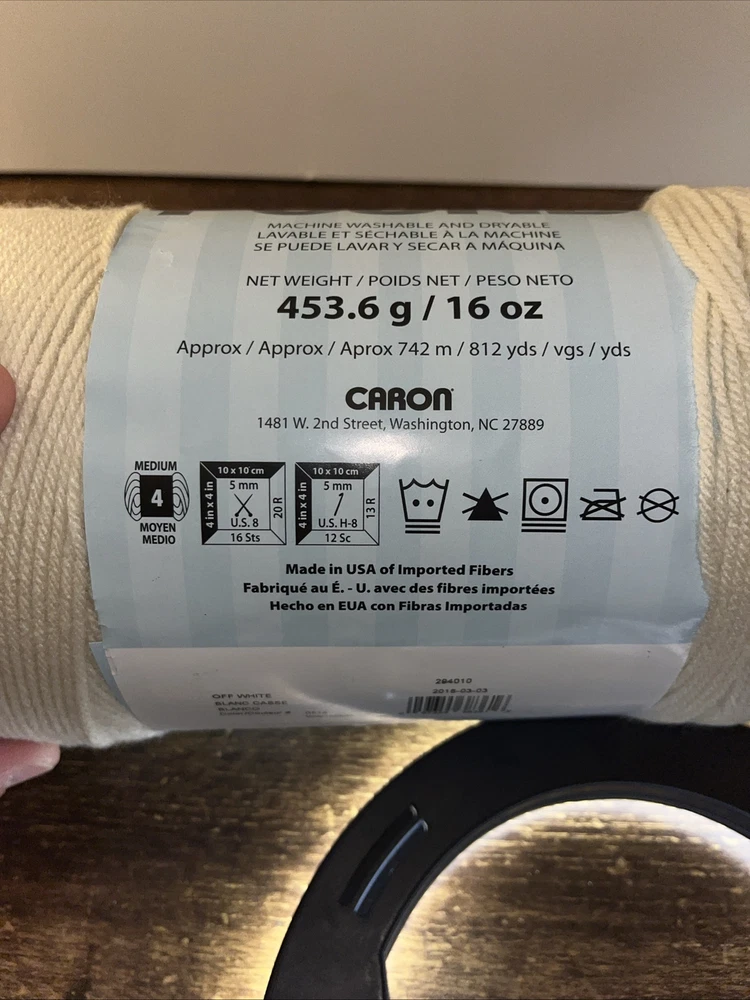 MACHINE WASHABLE AND DRYABLE
LAVABLE ET SÉCHABLE À LA MACHINE
SE PUEDE LAVAR Y SECAR A MÁQUINA
NET WEIGHT / POIDS NET / PESO NETO
453.6 g / 16 oz
Approx / Approx / Aprox 742 m / 812 yds / vgs / yds
CARON
1481 W. 2nd Street, Washington, NC 27889
MEDIUM
4
MOYEN
MEDIO
10 x 10 cm
4 in x 4 in
5 mm
U.S. 8
20 R
16 Sts
10 x 10 cm
4 in x 4 in
5 mm
U.S. H-8
13 R
12 Sc
Made in USA of Imported Fibers
Fabriqué au É. - U. avec des fibres importées
Hecho en EUA con Fibras Importadas
294010
2018-03-03
OFF WHITE
BLANC CASSE
BLANCO